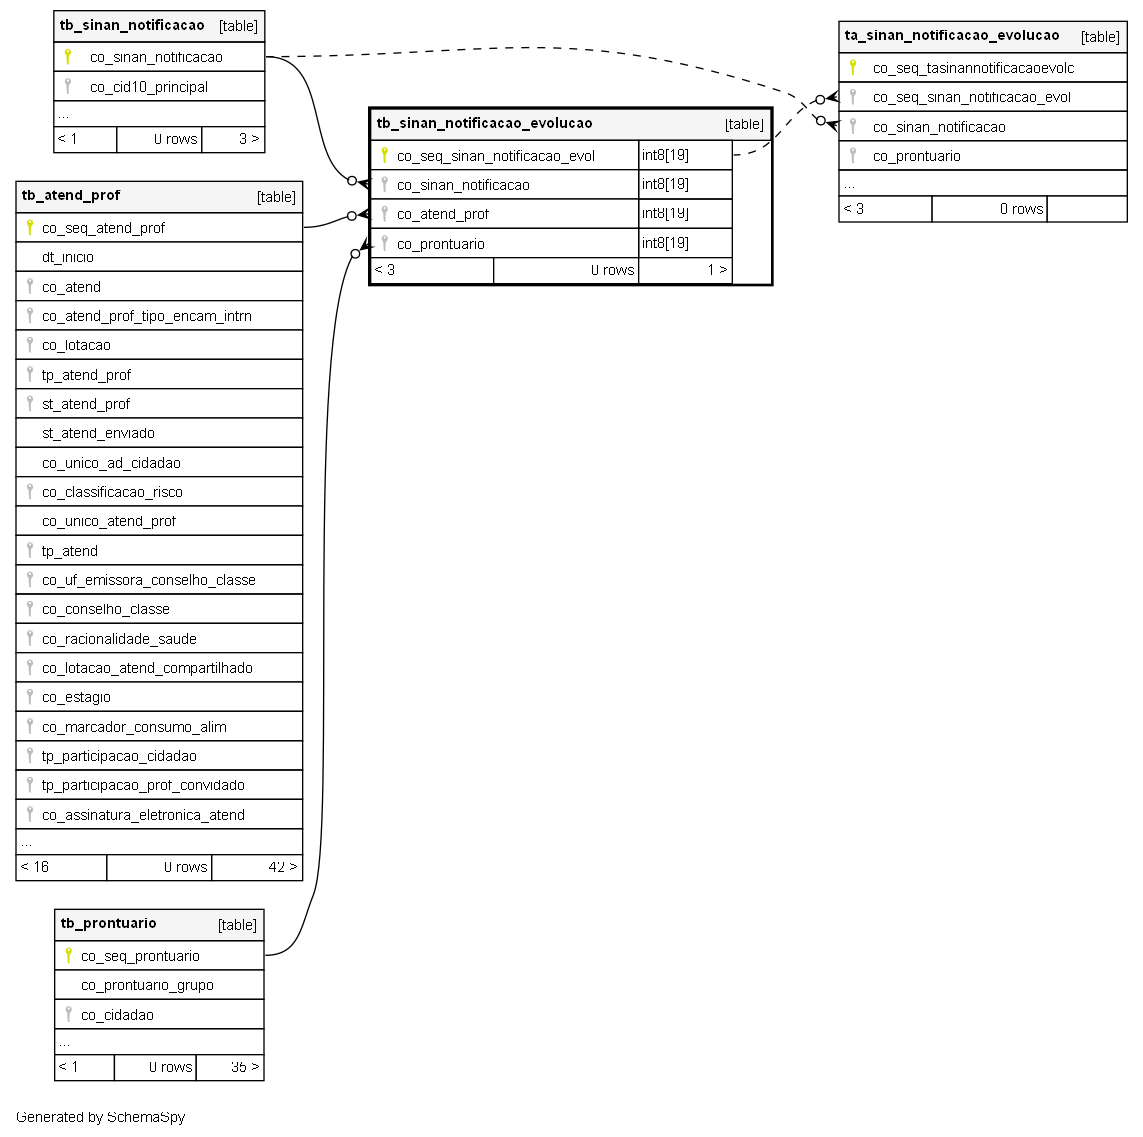 tb_sinan_notificacao [table]
co_sinan_notificacao
co_cid10_principal
...
< 1 0 rows 3 >
ta_sinan_notificacao_evolucao [table]
co_seq_tasinannotificacaoevolc
co_seq_sinan_notificacao_evol
co_sinan_notificacao
co_prontuario
...
< 3 0 rows
tb_sinan_notificacao_evolucao [table]
co_seq_sinan_notificacao_evol int8[19]
co_sinan_notificacao int8[19]
co_atend_prof int8[19]
co_prontuario int8[19]
< 3 0 rows 1 >
tb_atend_prof [table]
co_seq_atend_prof
dt_inicio
co_atend
co_atend_prof_tipo_encam_intrn
co_lotacao
tp_atend_prof
st_atend_prof
st_atend_enviado
co_unico_ad_cidadao
co_classificacao_risco
co_unico_atend_prof
tp_atend
co_uf_emissora_conselho_classe
co_conselho_classe
co_racionalidade_saude
co_lotacao_atend_compartilhado
co_estagio
co_marcador_consumo_alim
tp_participacao_cidadao
tp_participacao_prof_convidado
co_assinatura_eletronica_atend
...
< 16 0 rows 42 >
tb_prontuario [table]
co_seq_prontuario
co_prontuario_grupo
co_cidadao
...
< 1 0 rows 35 >
Generated by SchemaSpy